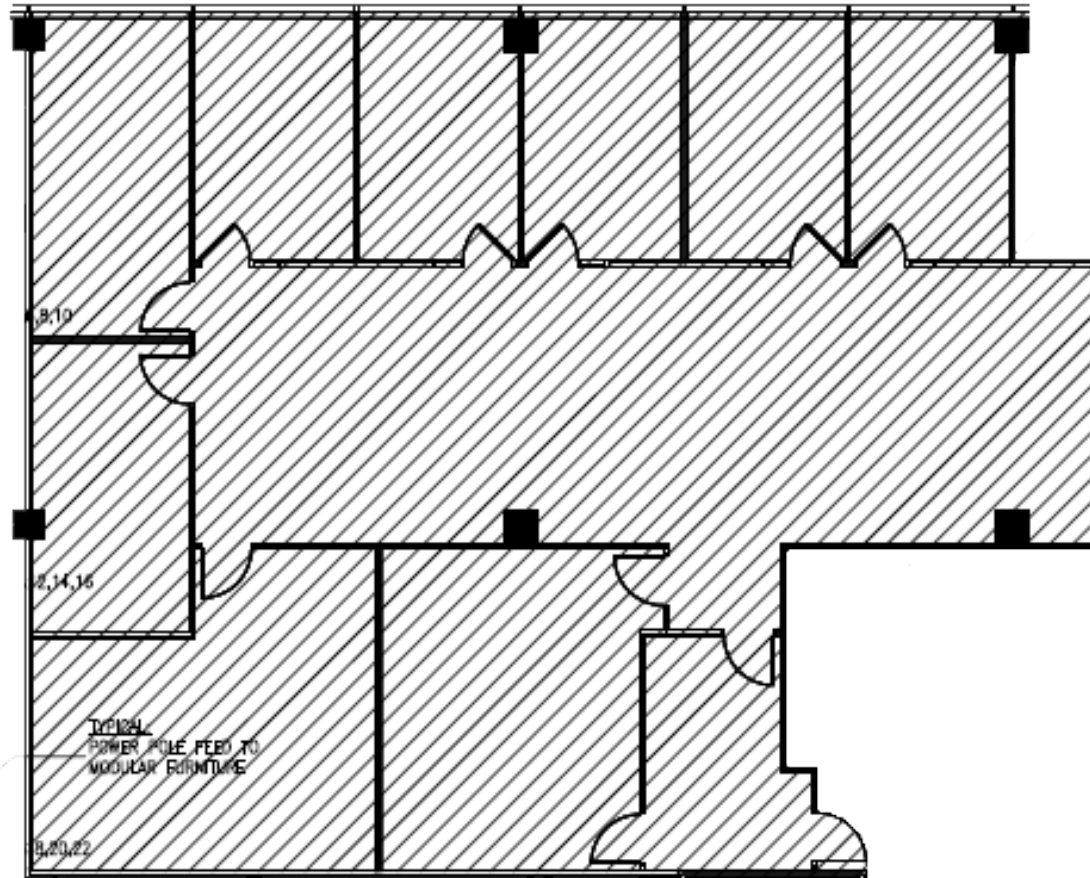 ,8,10
2,14,16
TYPICAL:
POWER POLE FEED TO
MODULAR FURNITURE
8,20,22